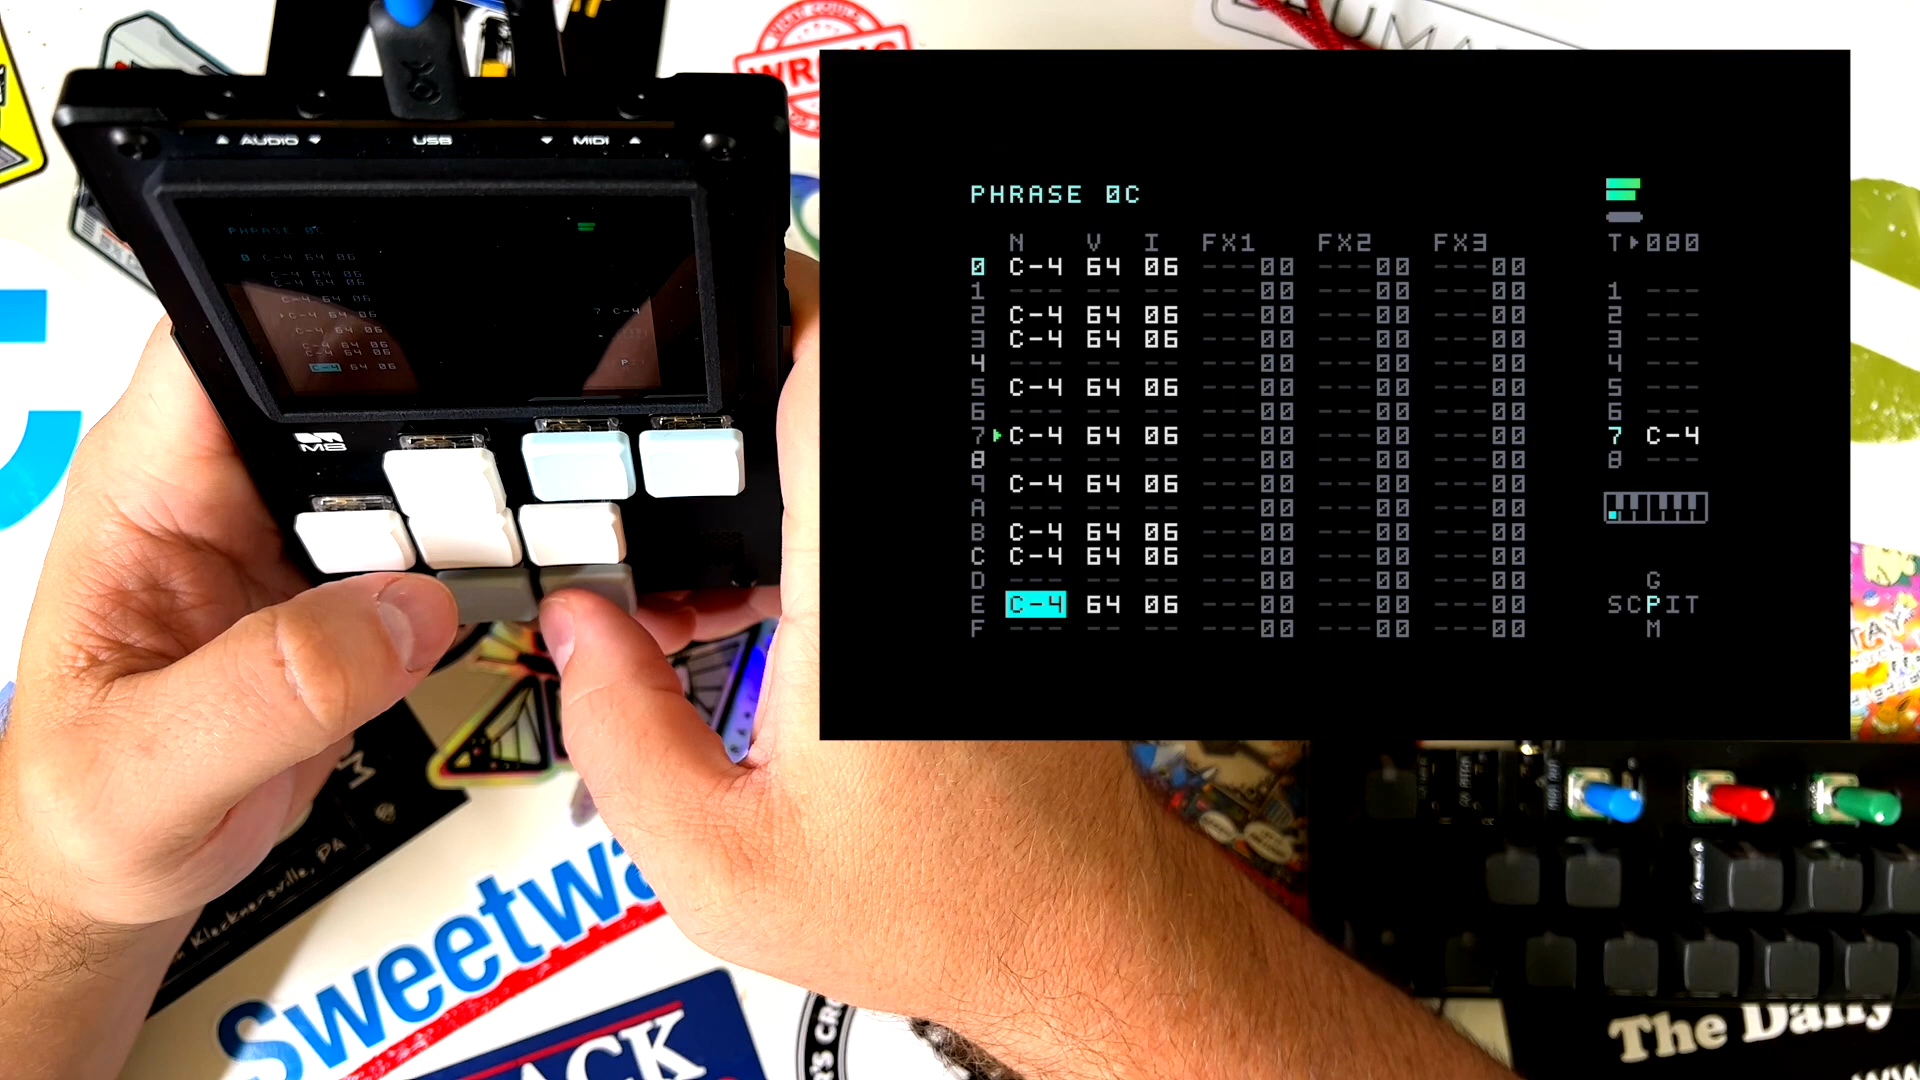 AUDIO
USB
MIDI
M8
PHRASE 0C
N V I FX1 FX2 FX3
0 C-4 64 06 ---00 ---00 ---00
1 --- -- -- ---00 ---00 ---00
2 C-4 64 06 ---00 ---00 ---00
3 C-4 64 06 ---00 ---00 ---00
4 --- -- -- ---00 ---00 ---00
5 C-4 64 06 ---00 ---00 ---00
6 --- -- -- ---00 ---00 ---00
7 C-4 64 06 ---00 ---00 ---00
8 --- -- -- ---00 ---00 ---00
9 C-4 64 06 ---00 ---00 ---00
A --- -- -- ---00 ---00 ---00
B C-4 64 06 ---00 ---00 ---00
C C-4 64 06 ---00 ---00 ---00
D --- -- -- ---00 ---00 ---00
E C-4 64 06 ---00 ---00 ---00
F --- -- -- ---00 ---00 ---00
T 080
1 ---
2 ---
3 ---
4 ---
5 ---
6 ---
7 C-4
8 ---
G
SCPIT
M
Klecknersville, PA
Sweetwa
The Daily